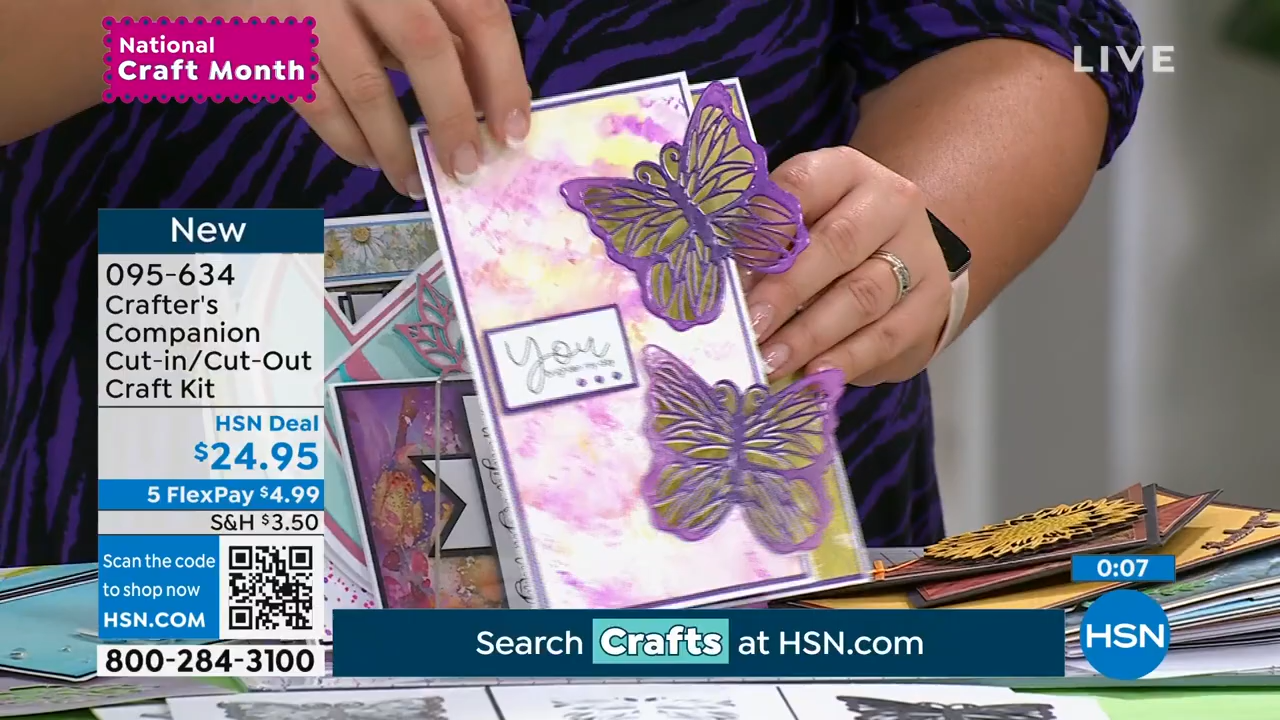 National
Craft Month
LIVE
New
095-634
Crafter's
Companion
Cut-in/Cut-Out
Craft Kit
HSN Deal
$24.95
5 FlexPay $4.99
S&H $3.50
Scan the code
to shop now
HSN.COM
800-284-3100
you
0:07
HSN
Search Crafts at HSN.com